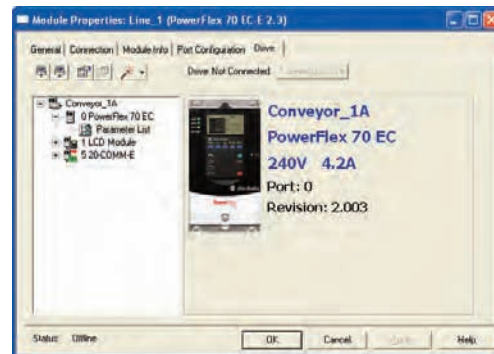 Module Properties: Line_1 (PowerFlex 70 EC-E 2.3)
General Connection Module Info Port Configuration Drive
Drive Not Connected
Conveyor_1A
0 PowerFlex 70 EC
Parameter List
1 LCD Module
5 20-COMM-E
Conveyor_1A
PowerFlex 70 EC
240V 4.2A
Port: 0
Revision: 2.003
Status: Offline
OK Cancel Help